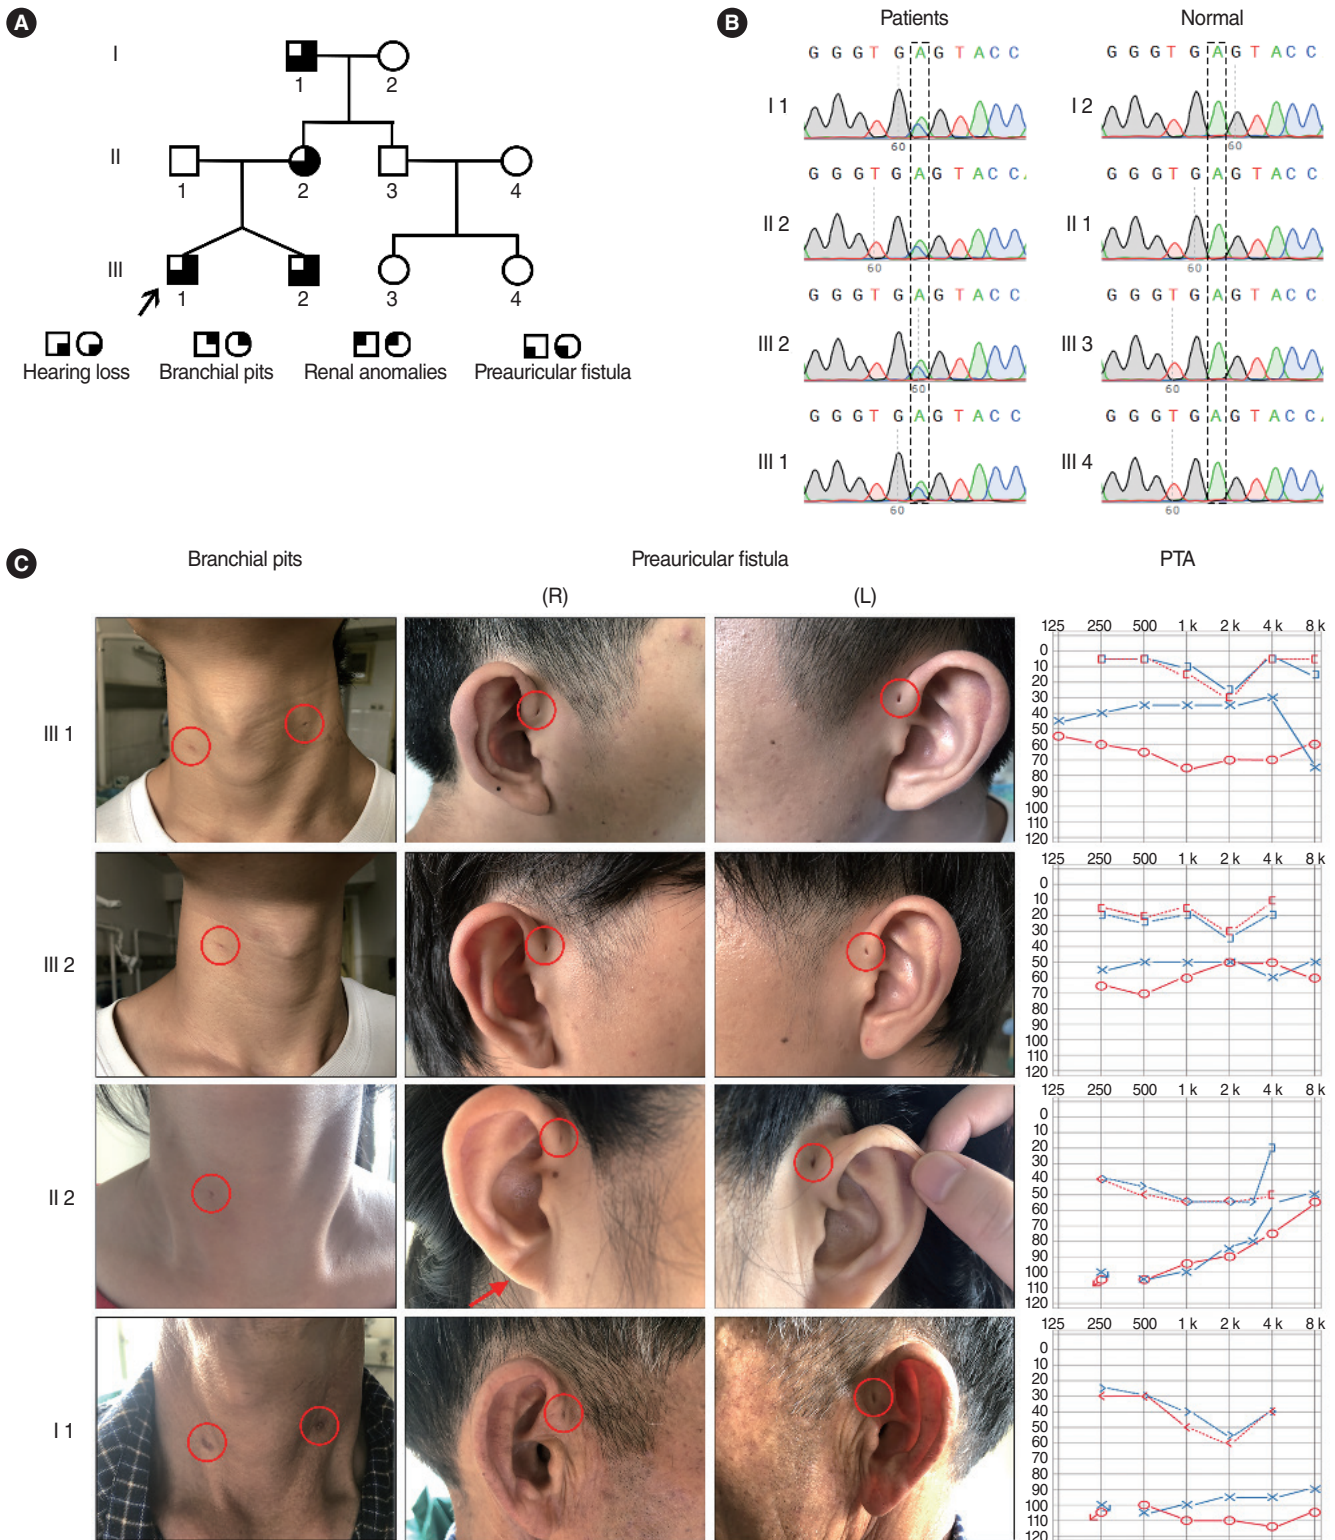 A
I
1
2
II
1
2
3
4
III
1
2
3
4
Hearing loss
Branchial pits
Renal anomalies
Preauricular fistula
B
Patients
Normal
G G G T G A G T A C C
I 1
60
G G G T G A G T A C C
I 2
60
G G G T G A G T A C C
II 2
60
G G G T G A G T A C C
II 1
60
G G G T G A G T A C C
III 2
60
G G G T G A G T A C C
III 3
60
G G G T G A G T A C C
III 1
60
G G G T G A G T A C C
III 4
60
C
Branchial pits
Preauricular fistula
PTA
(R)
(L)
III 1
125 250 500 1 k 2 k 4 k 8 k
0
10
20
30
40
50
60
70
80
90
100
110
120
III 2
125 250 500 1 k 2 k 4 k 8 k
0
10
20
30
40
50
60
70
80
90
100
110
120
II 2
125 250 500 1 k 2 k 4 k 8 k
0
10
20
30
40
50
60
70
80
90
100
110
120
I 1
125 250 500 1 k 2 k 4 k 8 k
0
10
20
30
40
50
60
70
80
90
100
110
120